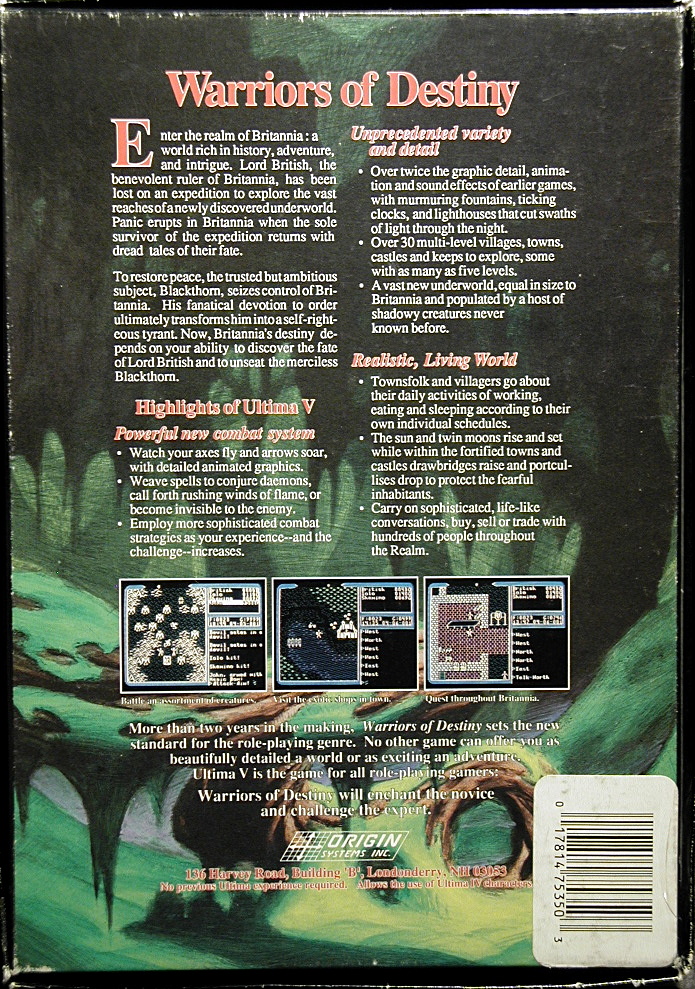 Warriors of Destiny
Enter the realm of Britannia: a
world rich in history, adventure,
and intrigue. Lord British, the
benevolent ruler of Britannia, has been
lost on an expedition to explore the vast
reaches of a newly discovered underworld.
Panic erupts in Britannia when the sole
survivor of the expedition returns with
dread tales of their fate.
To restore peace, the trusted but ambitious
subject, Blackthorn, seizes control of Bri-
tannia. His fanatical devotion to order
ultimately transforms him into a self-right-
eous tyrant. Now, Britannia's destiny de-
pends on your ability to discover the fate
of Lord British and to unseat the merciless
Blackthorn.
Highlights of Ultima V
Powerful new combat system
• Watch your axes fly and arrows soar,
with detailed animated graphics.
• Weave spells to conjure daemons,
call forth rushing winds of flame, or
become invisible to the enemy.
• Employ more sophisticated combat
strategies as your experience--and the
challenge--increases.
Unprecedented variety
and detail
• Over twice the graphic detail, anima-
tion and sound effects of earlier games,
with murmuring fountains, ticking
clocks, and lighthouses that cut swaths
of light through the night.
• Over 30 multi-level villages, towns,
castles and keeps to explore, some
with as many as five levels.
• A vast new underworld, equal in size to
Britannia and populated by a host of
shadowy creatures never
known before.
Realistic, Living World
• Townsfolk and villagers go about
their daily activities of working,
eating and sleeping according to their
own individual schedules.
• The sun and twin moons rise and set
while within the fortified towns and
castles drawbridges raise and portcul-
lises drop to protect the fearful
inhabitants.
• Carry on sophisticated, life-like
conversations, buy, sell or trade with
hundreds of people throughout
the Realm.
Battle an assortment of creatures.
Visit the exotic shops in town.
Quest throughout Britannia.
More than two years in the making, Warriors of Destiny sets the new
standard for the role-playing genre. No other game can offer you as
beautifully detailed a world or as exciting an adventure.
Ultima V is the game for all role-playing gamers:
Warriors of Destiny will enchant the novice
and challenge the expert.
ORIGIN
SYSTEMS INC.
136 Harvey Road, Building 'B', Londonderry, NH 03053
No previous Ultima experience required. Allows the use of Ultima IV characters
0 17814 75350 3